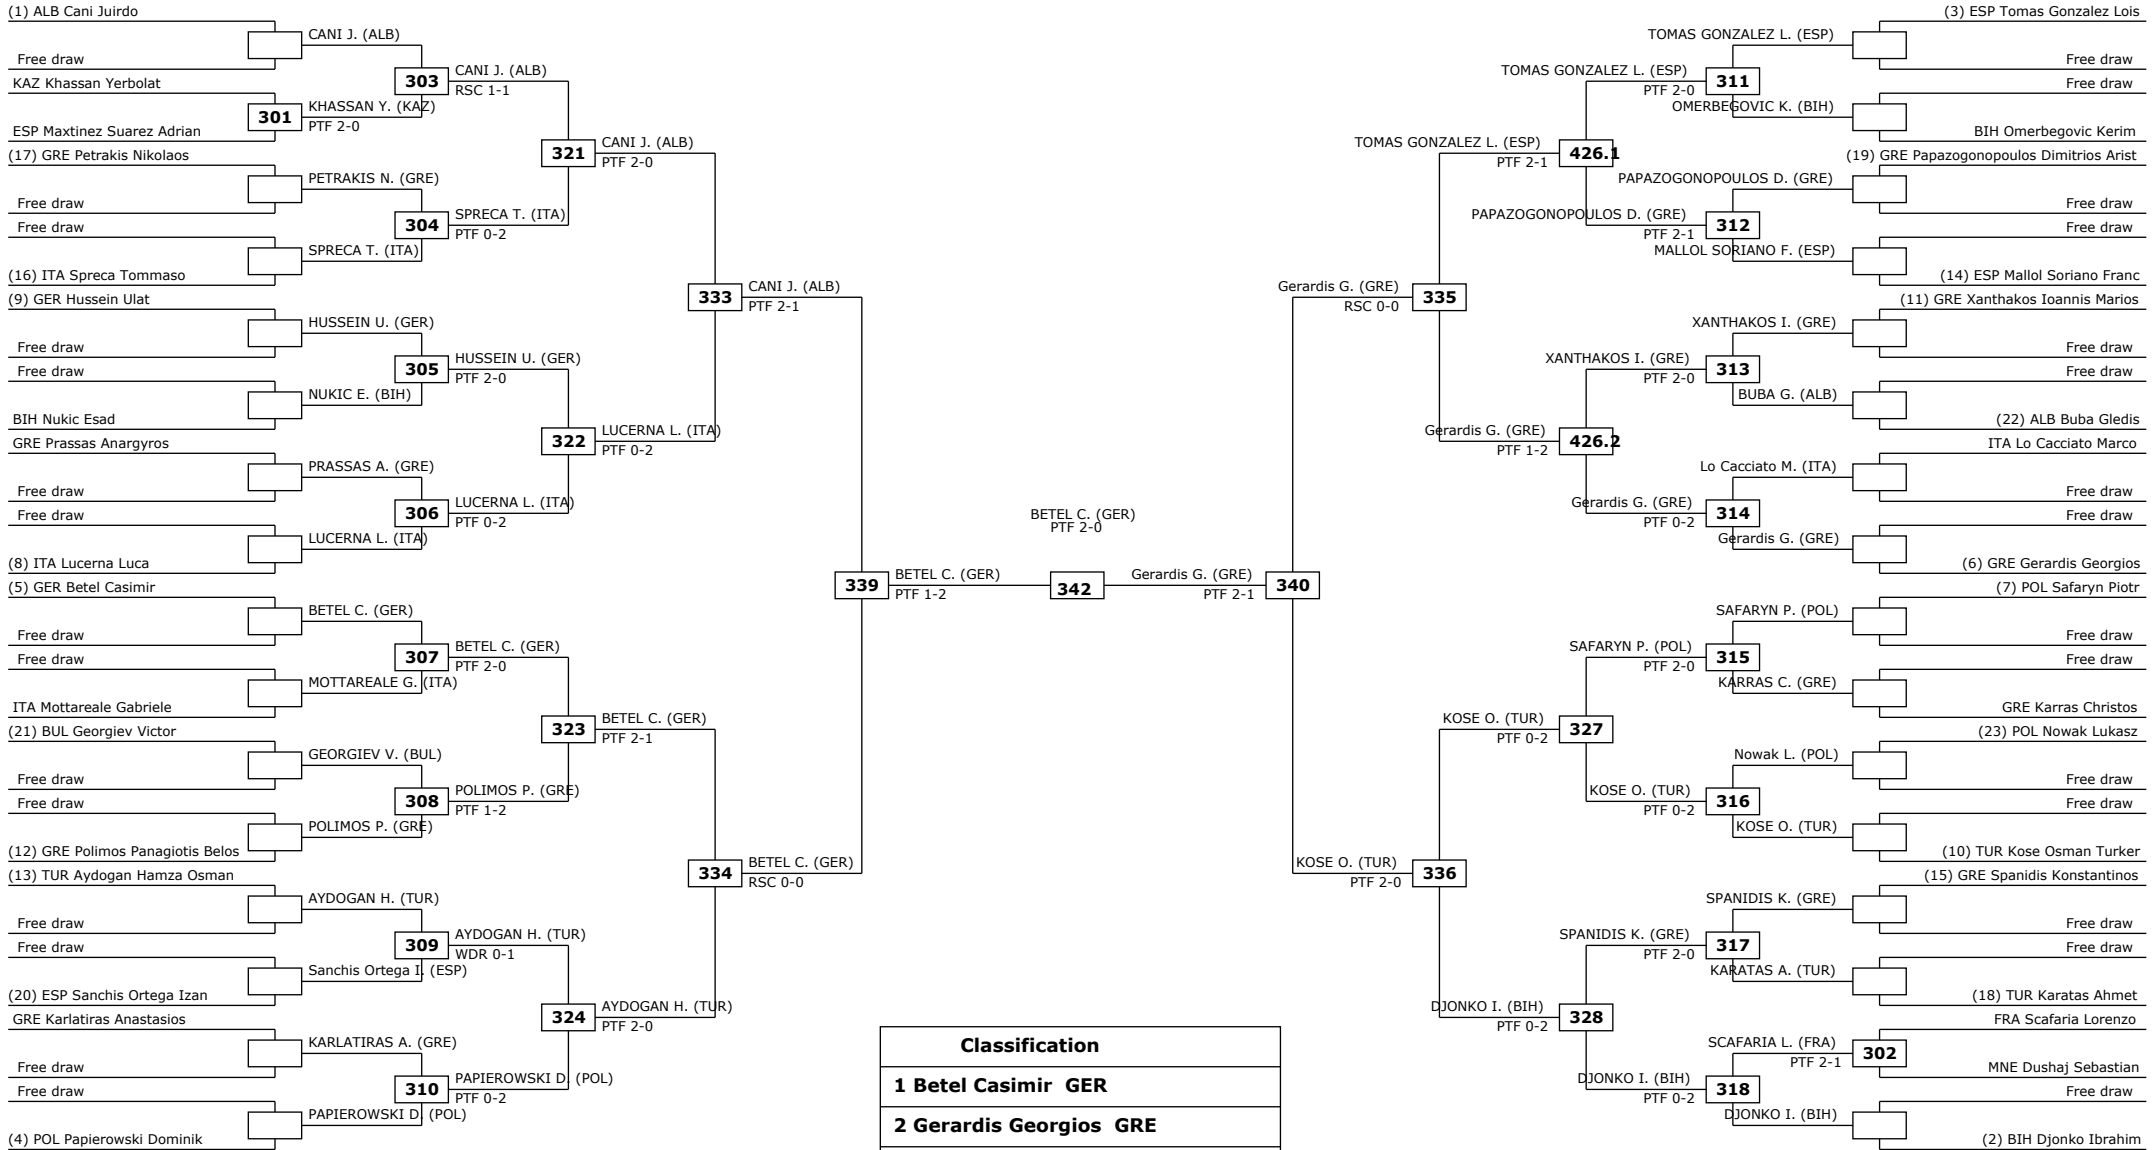 (1) ALB Cani Juirdo
Free draw
KAZ Khassan Yerbolat
ESP Maxtinez Suarez Adrian
(17) GRE Petrakis Nikolaos
Free draw
Free draw
(16) ITA Spreca Tommaso
(9) GER Hussein Ulat
Free draw
Free draw
BIH Nukic Esad
GRE Prassas Anargyros
Free draw
Free draw
(8) ITA Lucerna Luca
(5) GER Betel Casimir
Free draw
Free draw
ITA Mottareale Gabriele
(21) BUL Georgiev Victor
Free draw
Free draw
(12) GRE Polimos Panagiotis Belos
(13) TUR Aydogan Hamza Osman
Free draw
Free draw
(20) ESP Sanchis Ortega Izan
GRE Karlatiras Anastasios
Free draw
Free draw
(4) POL Papierowski Dominik
CANI J. (ALB)
301
KHASSAN Y. (KAZ)
PTF 2-0
PETRAKIS N. (GRE)
SPRECA T. (ITA)
HUSSEIN U. (GER)
NUKIC E. (BIH)
PRASSAS A. (GRE)
LUCERNA L. (ITA)
BETEL C. (GER)
MOTTAREALE G. (ITA)
GEORGIEV V. (BUL)
POLIMOS P. (GRE)
AYDOGAN H. (TUR)
Sanchis Ortega I. (ESP)
KARLATIRAS A. (GRE)
PAPIEROWSKI D. (POL)
303
CANI J. (ALB)
RSC 1-1
304
SPRECA T. (ITA)
PTF 0-2
305
HUSSEIN U. (GER)
PTF 2-0
306
LUCERNA L. (ITA)
PTF 0-2
307
BETEL C. (GER)
PTF 2-0
308
POLIMOS P. (GRE)
PTF 1-2
309
AYDOGAN H. (TUR)
WDR 0-1
310
PAPIEROWSKI D. (POL)
PTF 0-2
321
CANI J. (ALB)
PTF 2-0
322
LUCERNA L. (ITA)
PTF 0-2
323
BETEL C. (GER)
PTF 2-1
324
AYDOGAN H. (TUR)
PTF 2-0
333
CANI J. (ALB)
PTF 2-1
334
BETEL C. (GER)
RSC 0-0
339
BETEL C. (GER)
PTF 1-2
BETEL C. (GER)
PTF 2-0
342
Gerardis G. (GRE)
PTF 2-1
340
Gerardis G. (GRE)
RSC 0-0
335
KOSE O. (TUR)
PTF 2-0
336
TOMAS GONZALEZ L. (ESP)
PTF 2-1
426.1
Gerardis G. (GRE)
PTF 1-2
426.2
KOSE O. (TUR)
PTF 0-2
327
DJONKO I. (BIH)
PTF 0-2
328
TOMAS GONZALEZ L. (ESP)
PTF 2-0
311
PAPAZOGONOPOULOS D. (GRE)
PTF 2-1
312
XANTHAKOS I. (GRE)
PTF 2-0
313
Gerardis G. (GRE)
PTF 0-2
314
SAFARYN P. (POL)
PTF 2-0
315
KOSE O. (TUR)
PTF 0-2
316
SPANIDIS K. (GRE)
PTF 2-0
317
DJONKO I. (BIH)
PTF 0-2
318
TOMAS GONZALEZ L. (ESP)
OMERBEGOVIC K. (BIH)
PAPAZOGONOPOULOS D. (GRE)
MALLOL SORIANO F. (ESP)
XANTHAKOS I. (GRE)
BUBA G. (ALB)
Lo Cacciato M. (ITA)
Gerardis G. (GRE)
SAFARYN P. (POL)
KARRAS C. (GRE)
Nowak L. (POL)
KOSE O. (TUR)
SPANIDIS K. (GRE)
KARATAS A. (TUR)
SCAFARIA L. (FRA)
PTF 2-1
302
DJONKO I. (BIH)
(3) ESP Tomas Gonzalez Lois
Free draw
Free draw
BIH Omerbegovic Kerim
(19) GRE Papazogonopoulos Dimitrios Arist
Free draw
Free draw
(14) ESP Mallol Soriano Franc
(11) GRE Xanthakos Ioannis Marios
Free draw
Free draw
(22) ALB Buba Gledis
ITA Lo Cacciato Marco
Free draw
Free draw
(6) GRE Gerardis Georgios
(7) POL Safaryn Piotr
Free draw
Free draw
GRE Karras Christos
(23) POL Nowak Lukasz
Free draw
Free draw
(10) TUR Kose Osman Turker
(15) GRE Spanidis Konstantinos
Free draw
Free draw
(18) TUR Karatas Ahmet
FRA Scafaria Lorenzo
MNE Dushaj Sebastian
Free draw
(2) BIH Djonko Ibrahim
Classification
1 Betel Casimir GER
2 Gerardis Georgios GRE